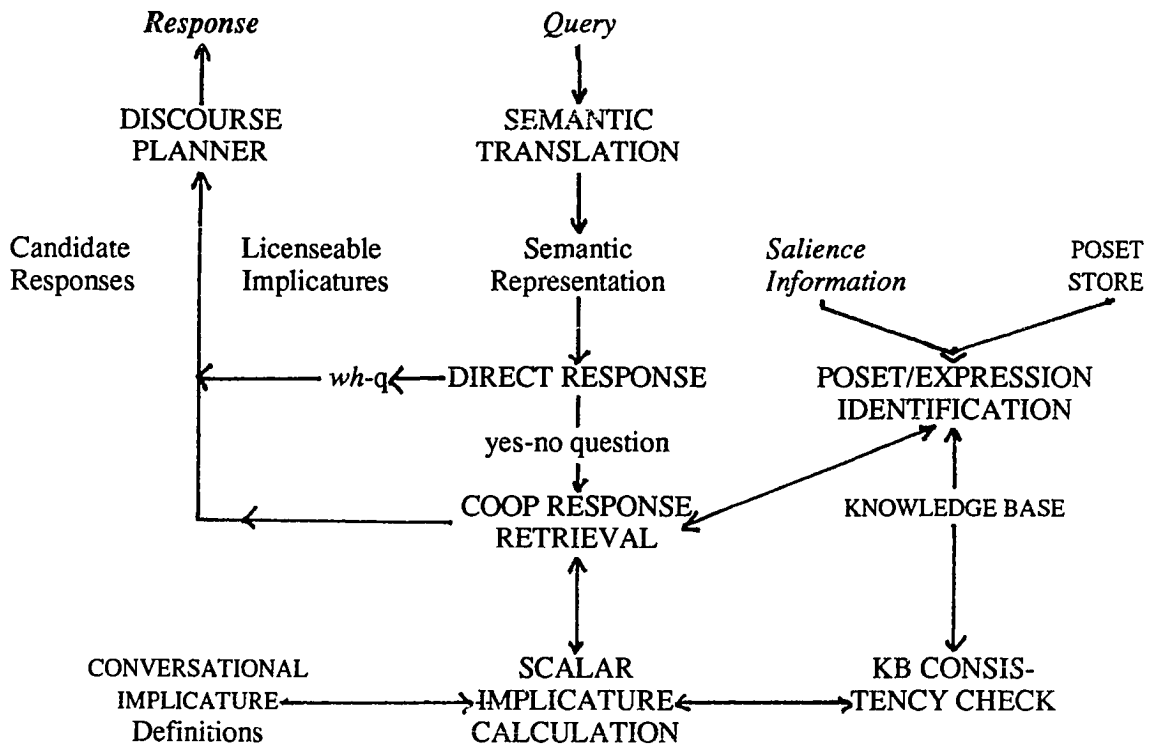 Response
Query
DISCOURSE
PLANNER
SEMANTIC
TRANSLATION
Candidate
Responses
Licenseable
Implicatures
Semantic
Representation
Salience
Information
POSET
STORE
wh-q
DIRECT RESPONSE
POSET/EXPRESSION
IDENTIFICATION
yes-no question
COOP RESPONSE
RETRIEVAL
KNOWLEDGE BASE
CONVERSATIONAL
IMPLICATURE
Definitions
SCALAR
IMPLICATURE
CALCULATION
KB CONSIS-
TENCY CHECK